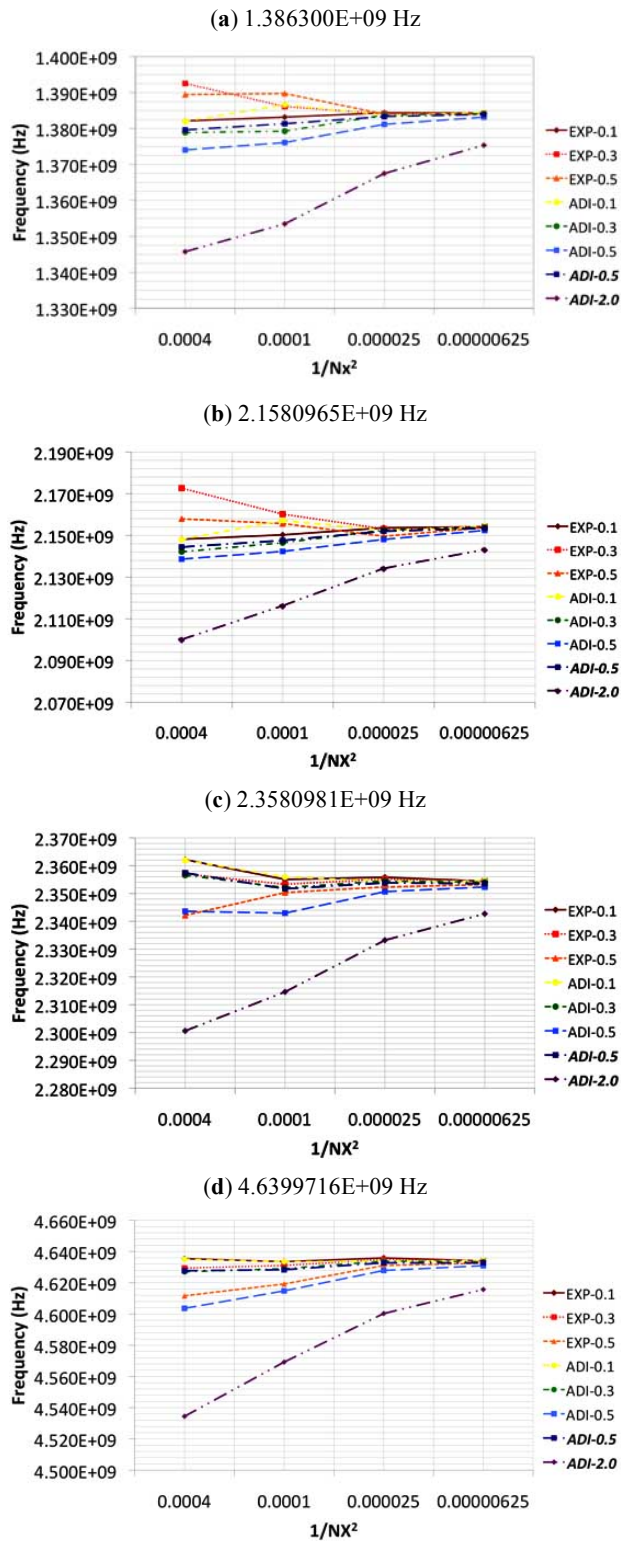 (a) 1.386300E+09 Hz
1.400E+09
1.390E+09
1.380E+09
1.370E+09
1.360E+09
1.350E+09
1.340E+09
1.330E+09
Frequency (Hz)
0.0004 0.0001 0.000025 0.00000625
1/Nx²
EXP-0.1
EXP-0.3
EXP-0.5
ADI-0.1
ADI-0.3
ADI-0.5
ADI-0.5
ADI-2.0
(b) 2.1580965E+09 Hz
2.190E+09
2.170E+09
2.150E+09
2.130E+09
2.110E+09
2.090E+09
2.070E+09
Frequency (Hz)
0.0004 0.0001 0.000025 0.00000625
1/NX²
EXP-0.1
EXP-0.3
EXP-0.5
ADI-0.1
ADI-0.3
ADI-0.5
ADI-0.5
ADI-2.0
(c) 2.3580981E+09 Hz
2.370E+09
2.360E+09
2.350E+09
2.340E+09
2.330E+09
2.320E+09
2.310E+09
2.300E+09
2.290E+09
2.280E+09
Frequency (Hz)
0.0004 0.0001 0.000025 0.00000625
1/NX²
EXP-0.1
EXP-0.3
EXP-0.5
ADI-0.1
ADI-0.3
ADI-0.5
ADI-0.5
ADI-2.0
(d) 4.6399716E+09 Hz
4.660E+09
4.640E+09
4.620E+09
4.600E+09
4.580E+09
4.560E+09
4.540E+09
4.520E+09
4.500E+09
Frequency (Hz)
0.0004 0.0001 0.000025 0.00000625
1/NX²
EXP-0.1
EXP-0.3
EXP-0.5
ADI-0.1
ADI-0.3
ADI-0.5
ADI-0.5
ADI-2.0